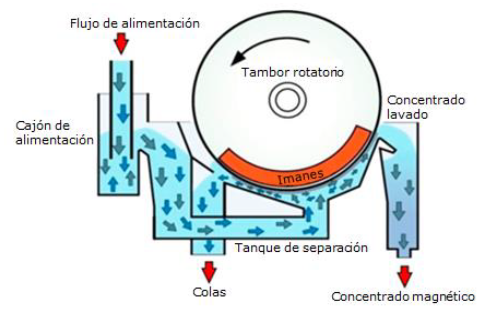 Flujo de alimentación
Tambor rotatorio
Concentrado
lavado
Cajón de
alimentación
Imanes
Tanque de separación
Colas
Concentrado magnético